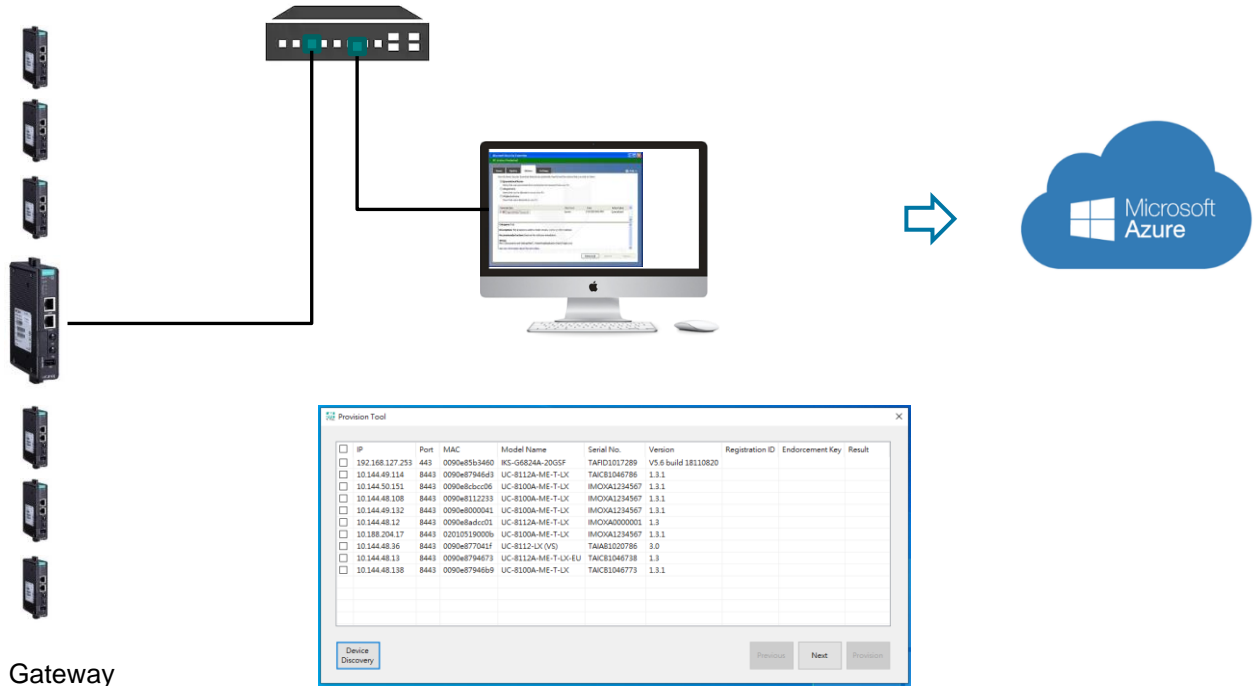 Microsoft
Azure
Provision Tool
IP Port MAC Model Name Serial No. Version Registration ID Endorsement Key Result
192.168.127.253 443 0090e85b3460 IKS-G6824A-20GSF TAFID1017289 V5.6 build 18110820
10.144.49.114 8443 0090e87946d3 UC-8112A-ME-T-LX TAICB1046786 1.3.1
10.144.50.151 8443 0090e8cbcc06 UC-8100A-ME-T-LX IMOXA1234567 1.3.1
10.144.48.108 8443 0090e8112233 UC-8100A-ME-T-LX IMOXA1234567 1.3.1
10.144.49.132 8443 0090e8000041 UC-8100A-ME-T-LX IMOXA1234567 1.3.1
10.144.48.12 8443 0090e8adcc01 UC-8112A-ME-T-LX IMOXA0000001 1.3
10.188.204.17 8443 02010519000b UC-8100A-ME-T-LX IMOXA1234567 1.3.1
10.144.48.36 8443 0090e877041f UC-8112-LX (VS) TAIAB1020786 3.0
10.144.48.13 8443 0090e8794673 UC-8112A-ME-T-LX-EU TAICB1046738 1.3
10.144.48.138 8443 0090e87946b9 UC-8100A-ME-T-LX TAICB1046773 1.3.1
Device
Discovery
Previous Next Provision
Gateway